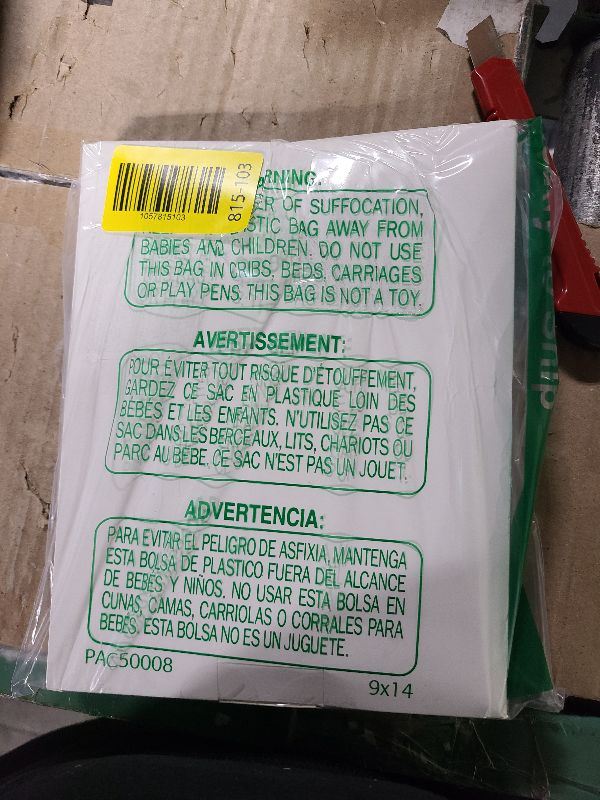 1057815103
815-103
RNING:
ER OF SUFFOCATION,
STIC BAG AWAY FROM
BABIES AND CHILDREN. DO NOT USE
THIS BAG IN CRIBS, BEDS, CARRIAGES
OR PLAY PENS. THIS BAG IS NOT A TOY.
AVERTISSEMENT:
POUR ÉVITER TOUT RISQUE D'ÉTOUFFEMENT,
GARDEZ CE SAC EN PLASTIQUE LOIN DES
BÉBÉS ET LES ENFANTS. N'UTILISEZ PAS CE
SAC DANS LES BERCEAUX, LITS, CHARIOTS OU
PARC AU BÉBÉ. CE SAC N'EST PAS UN JOUET.
ADVERTENCIA:
PARA EVITAR EL PELIGRO DE ASFIXIA, MANTENGA
ESTA BOLSA DE PLASTICO FUERA DEL ALCANCE
DE BEBÉS Y NIÑOS. NO USAR ESTA BOLSA EN
CUNAS, CAMAS, CARRIOLAS O CORRALES PARA
BEBÉS. ESTA BOLSA NO ES UN JUGUETE.
PAC50008
9x14